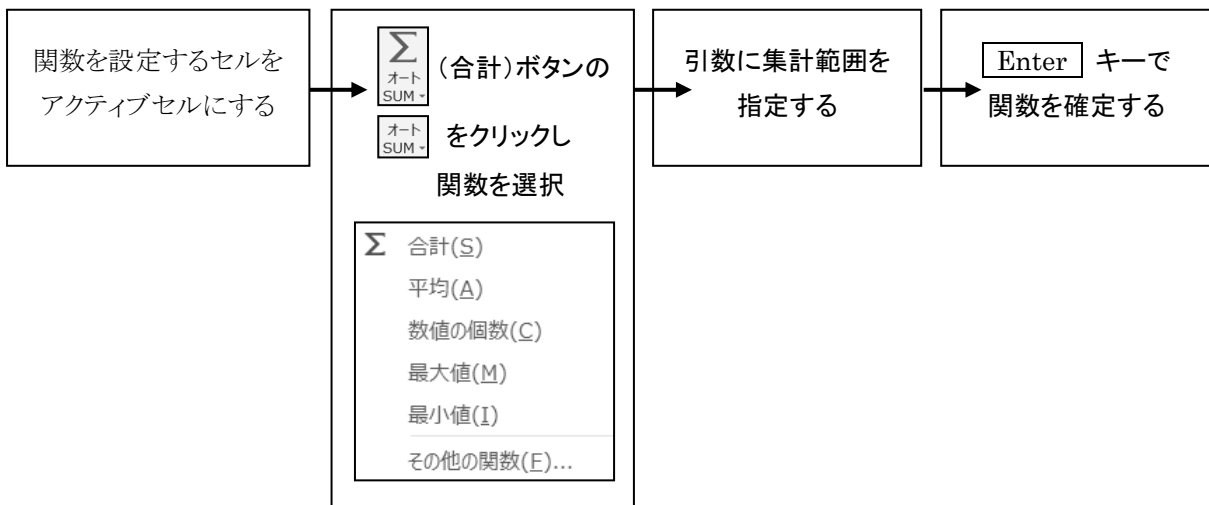 関数を設定するセルを
アクティブセルにする
Σ
オート
SUM
(合計)ボタンの
オート
SUM
をクリックし
関数を選択
Σ 合計(S)
平均(A)
数値の個数(C)
最大値(M)
最小値(I)
その他の関数(F)...
引数に集計範囲を
指定する
Enter キーで
関数を確定する